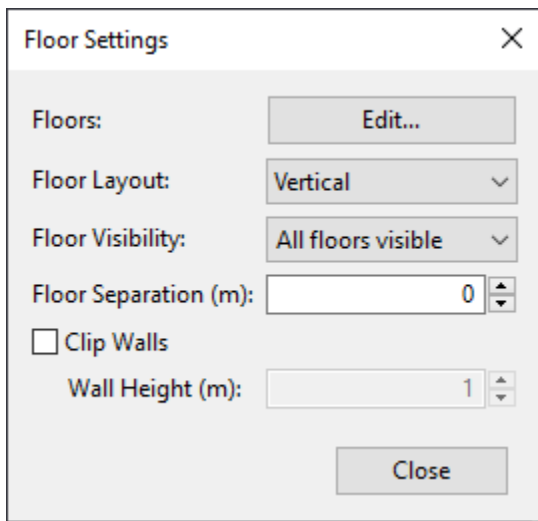 Floor Settings
Floors: Edit...
Floor Layout: Vertical
Floor Visibility: All floors visible
Floor Separation (m): 0
Clip Walls
Wall Height (m): 1
Close